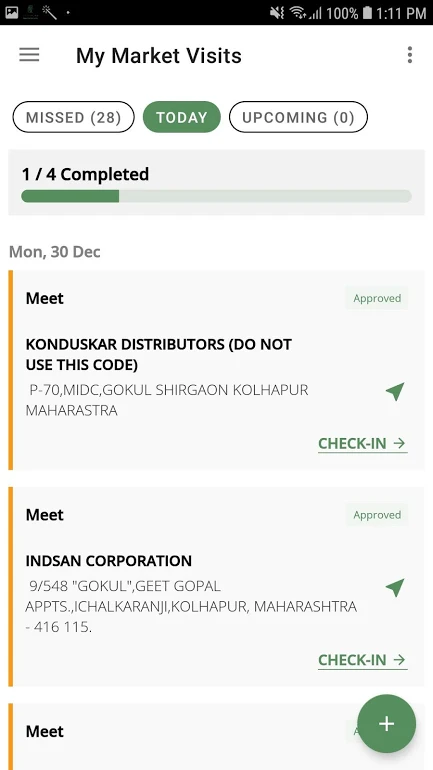 100% 1:11 PM
My Market Visits
MISSED (28) TODAY UPCOMING (0)
1 / 4 Completed
Mon, 30 Dec
Meet Approved
KONDUSKAR DISTRIBUTORS (DO NOT
USE THIS CODE)
P-70,MIDC,GOKUL SHIRGAON KOLHAPUR
MAHARASTRA
CHECK-IN →
Meet Approved
INDSAN CORPORATION
9/548 "GOKUL",GEET GOPAL
APPTS.,ICHALKARANJI,KOLHAPUR, MAHARASHTRA
- 416 115.
CHECK-IN →
Meet
+